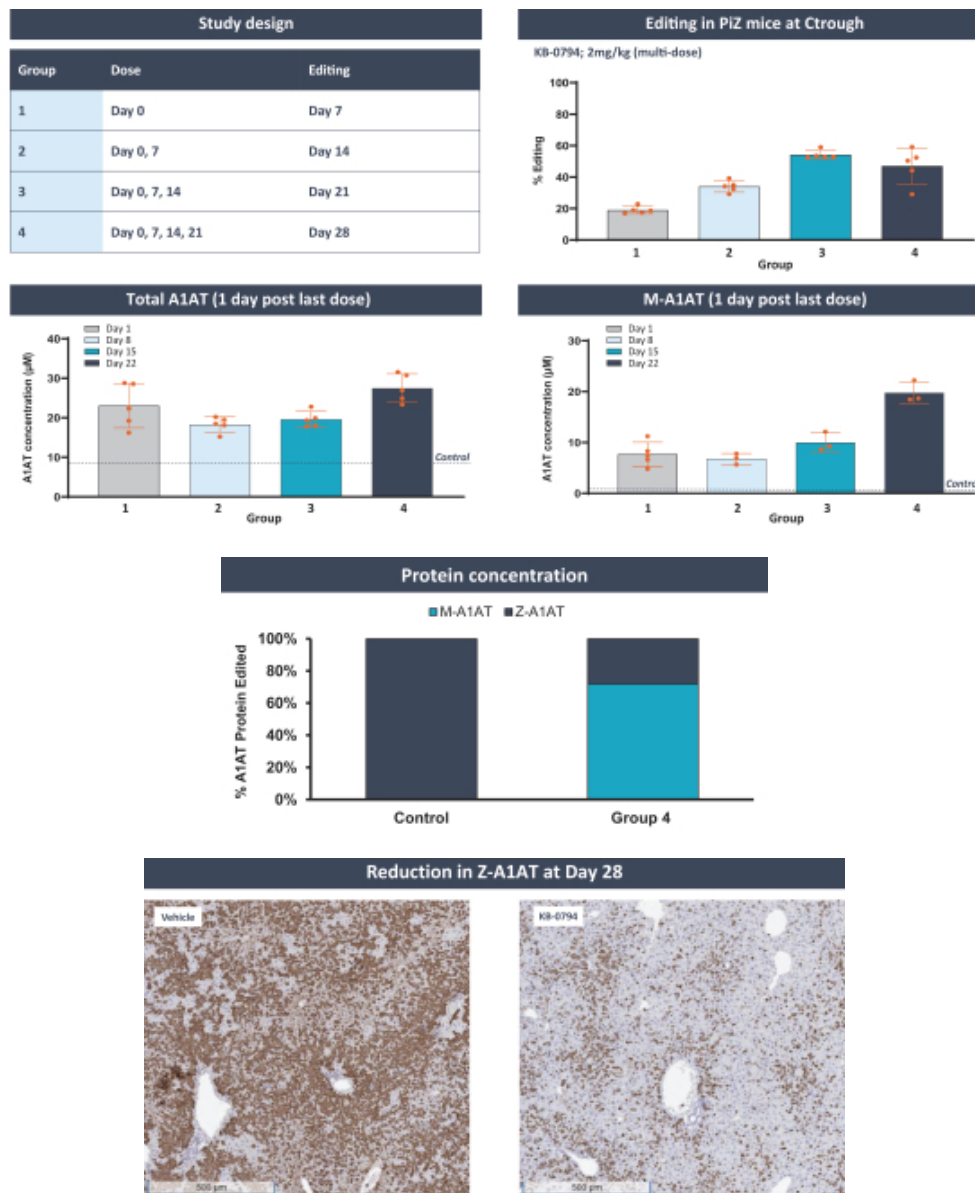 Study design
Group Dose Editing
1 Day 0 Day 7
2 Day 0, 7 Day 14
3 Day 0, 7, 14 Day 21
4 Day 0, 7, 14, 21 Day 28
Editing in PiZ mice at Ctrough
KB-0794; 2mg/kg (multi-dose)
% Editing
100
80
60
40
20
0
1 2 3 4
Group
Total A1AT (1 day post last dose)
Day 1
Day 8
Day 15
Day 22
A1AT concentration (µM)
40
30
20
10
0
Control
1 2 3 4
Group
M-A1AT (1 day post last dose)
Day 1
Day 8
Day 15
Day 22
A1AT concentration (µM)
30
20
10
0
Control
1 2 3 4
Group
Protein concentration
M-A1AT Z-A1AT
% A1AT Protein Edited
100%
80%
60%
40%
20%
0%
Control Group 4
Reduction in Z-A1AT at Day 28
Vehicle
KB-0794
500 µm
500 µm